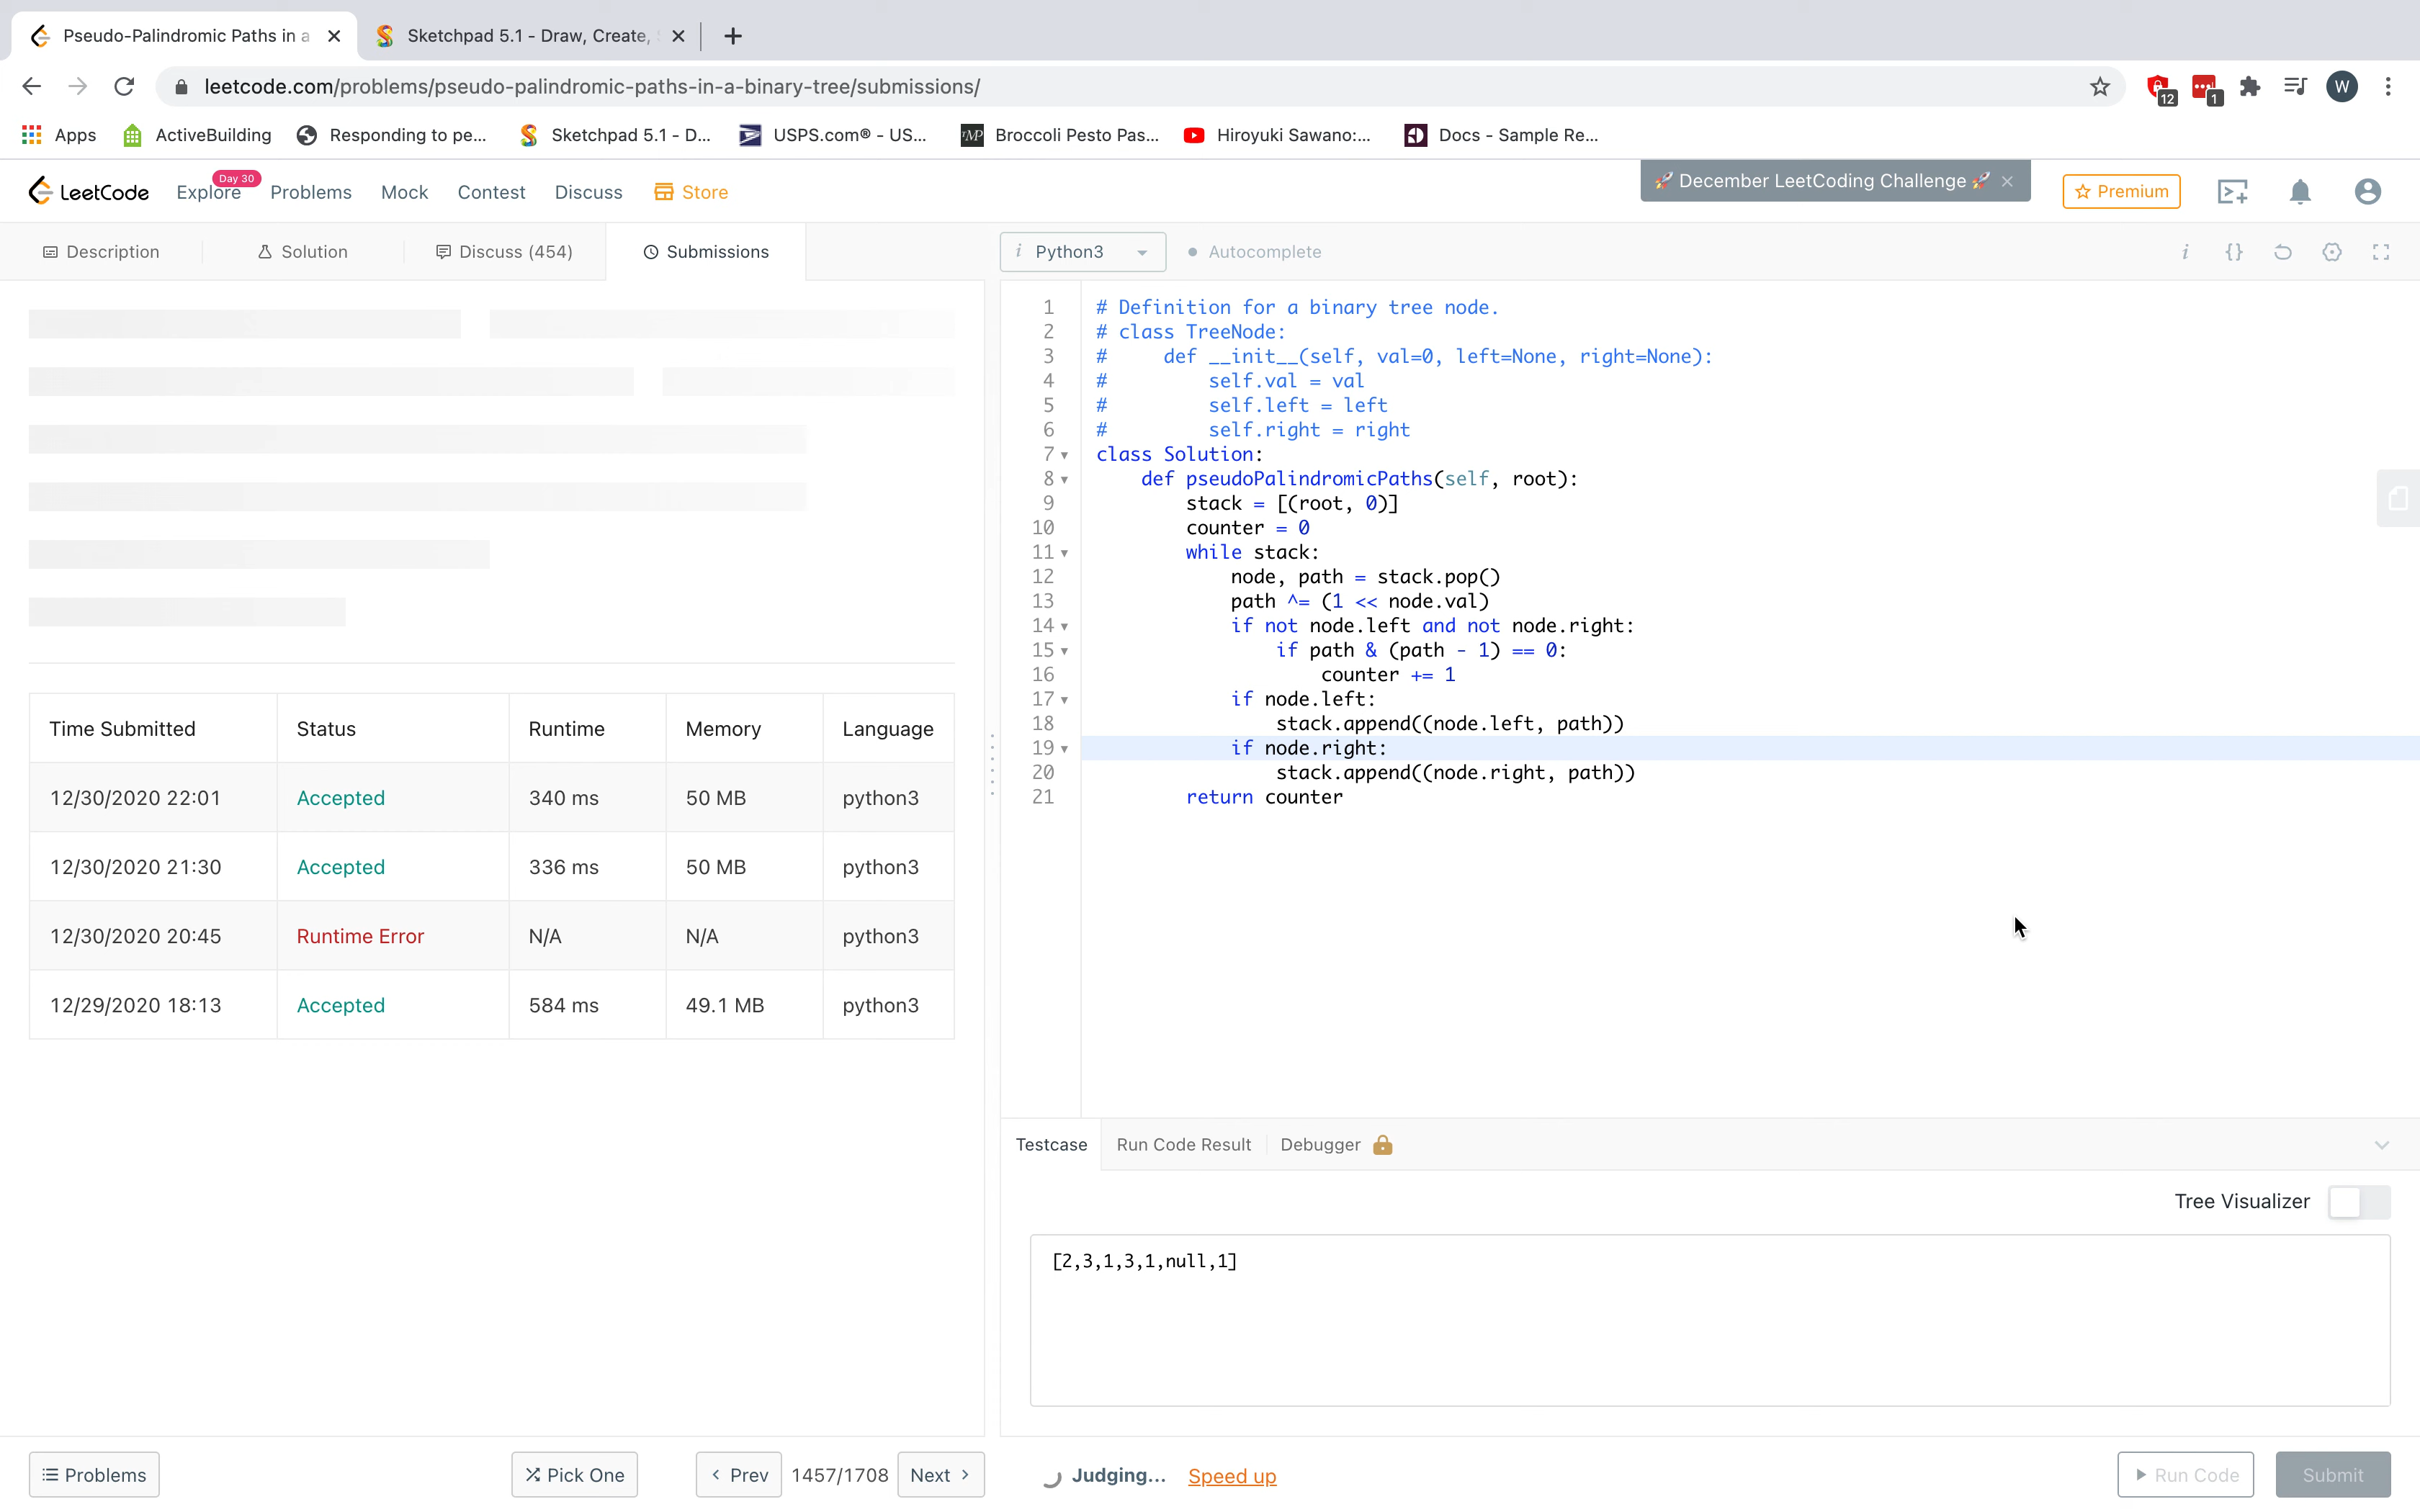 Pseudo-Palindromic Paths in a
Sketchpad 5.1 - Draw, Create,
leetcode.com/problems/pseudo-palindromic-paths-in-a-binary-tree/submissions/
12
1
W
Apps
ActiveBuilding
Responding to pe...
Sketchpad 5.1 - D...
USPS.com® - US...
Broccoli Pesto Pas...
Hiroyuki Sawano:...
Docs - Sample Re...
LeetCode
Explore
Day 30
Problems
Mock
Contest
Discuss
Store
🚀 December LeetCoding Challenge 🚀
Premium
Description
Solution
Discuss (454)
Submissions
Time Submitted Status Runtime Memory Language
12/30/2020 22:01 Accepted 340 ms 50 MB python3
12/30/2020 21:30 Accepted 336 ms 50 MB python3
12/30/2020 20:45 Runtime Error N/A N/A python3
12/29/2020 18:13 Accepted 584 ms 49.1 MB python3
i Python3
Autocomplete
i {}
1 # Definition for a binary tree node.
2 # class TreeNode:
3 #     def __init__(self, val=0, left=None, right=None):
4 #         self.val = val
5 #         self.left = left
6 #         self.right = right
7 class Solution:
8     def pseudoPalindromicPaths(self, root):
9         stack = [(root, 0)]
10         counter = 0
11         while stack:
12             node, path = stack.pop()
13             path ^= (1 << node.val)
14             if not node.left and not node.right:
15                 if path & (path - 1) == 0:
16                     counter += 1
17             if node.left:
18                 stack.append((node.left, path))
19             if node.right:
20                 stack.append((node.right, path))
21         return counter
Testcase
Run Code Result
Debugger
Tree Visualizer
[2,3,1,3,1,null,1]
Problems
Pick One
Prev
1457/1708
Next
Judging...
Speed up
Run Code
Submit